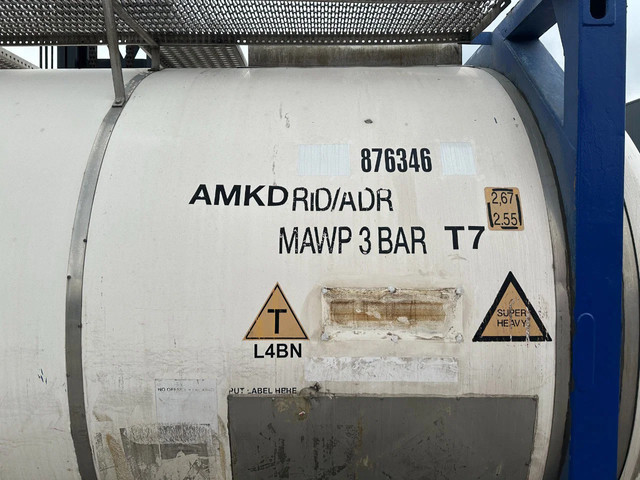 876346
AMKD RID/ADR
2,67
2.55
MAWP 3 BAR T7
T
SUPER
HEAVY
L4BN
PUT LABEL HERE